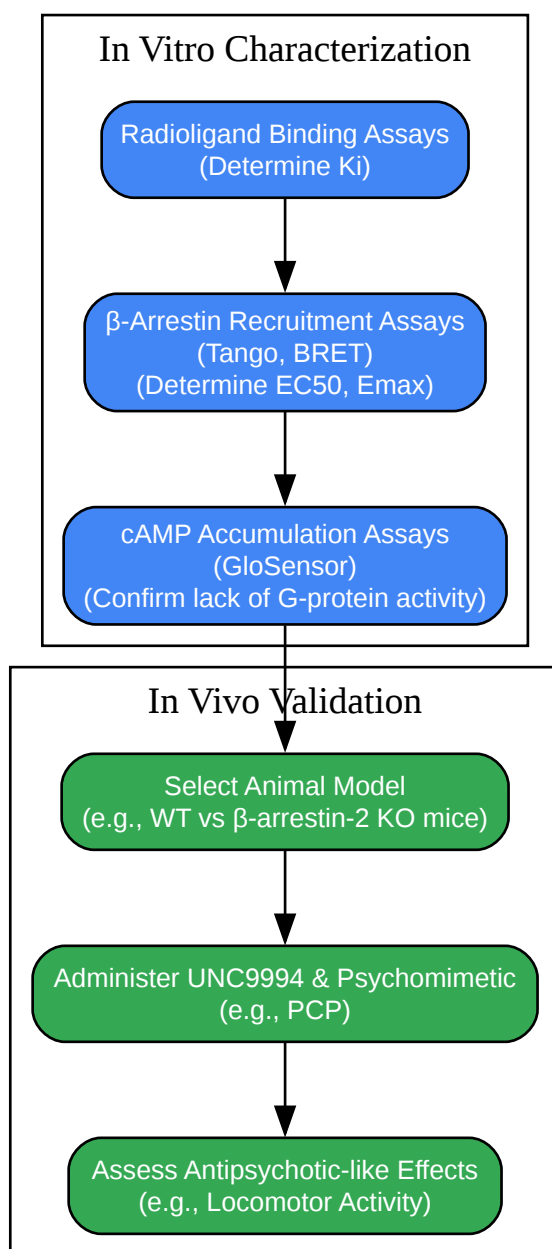 In Vitro Characterization
Radioligand Binding Assays
(Determine Ki)
β-Arrestin Recruitment Assays
(Tango, BRET)
(Determine EC50, Emax)
cAMP Accumulation Assays
(GloSensor)
(Confirm lack of G-protein activity)
In Vivo Validation
Select Animal Model
(e.g., WT vs β-arrestin-2 KO mice)
Administer UNC9994 & Psychomimetic
(e.g., PCP)
Assess Antipsychotic-like Effects
(e.g., Locomotor Activity)